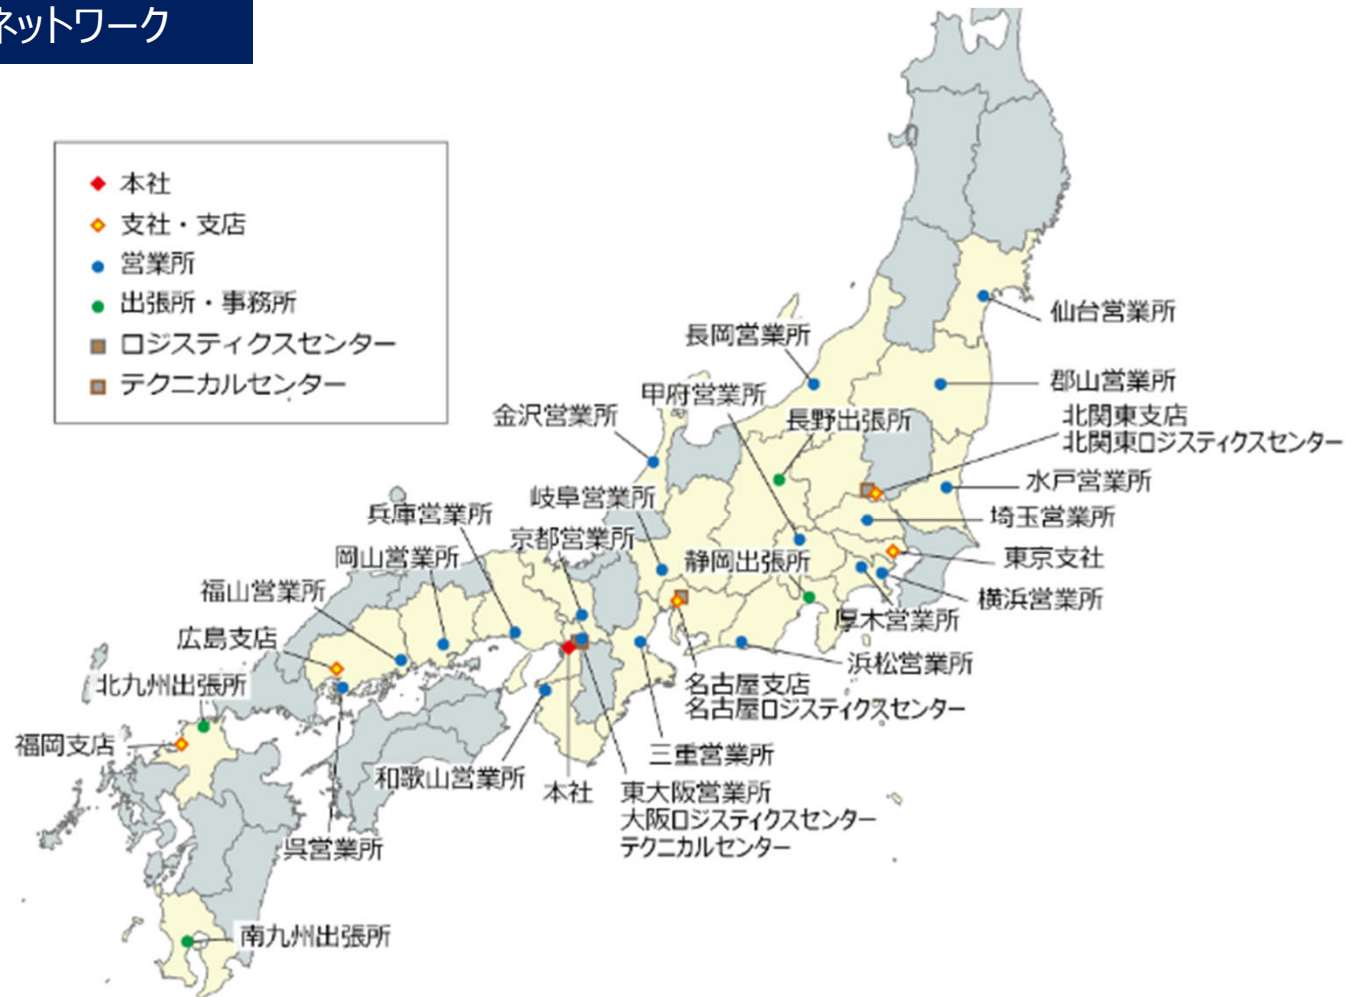 ネットワーク
本社
支社・支店
営業所
出張所・事務所
ロジスティクスセンター
テクニカルセンター
仙台営業所
長岡営業所
郡山営業所
甲府営業所
長野出張所
北関東支店
北関東ロジスティクスセンター
金沢営業所
水戸営業所
岐阜営業所
埼玉営業所
兵庫営業所
京都営業所
東京支社
岡山営業所
静岡出張所
福山営業所
横浜営業所
厚木営業所
広島支店
浜松営業所
北九州出張所
名古屋支店
名古屋ロジスティクスセンター
福岡支店
三重営業所
和歌山営業所
本社
東大阪営業所
大阪ロジスティクスセンター
テクニカルセンター
呉営業所
南九州出張所